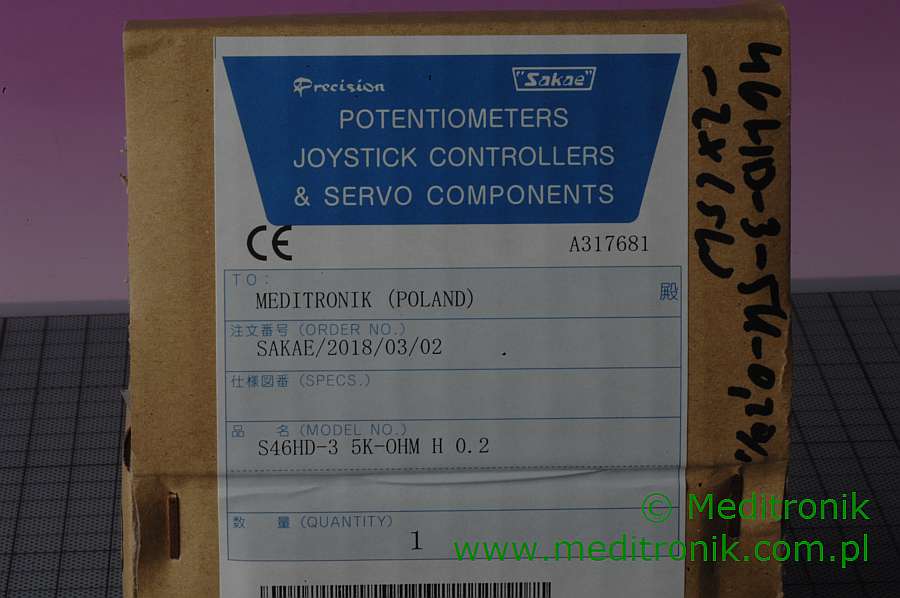 Precision "Sakae"
POTENTIOMETERS
JOYSTICK CONTROLLERS
& SERVO COMPONENTS
CE A317681
TO:
MEDITRONIK (POLAND) 殿
注文番号 (ORDER NO.)
SAKAE/2018/03/02
仕様図番 (SPECS.)
品 名 (MODEL NO.)
S46HD-3 5K-OHM H 0.2
数 量 (QUANTITY)
1
© Meditronik
www.meditronik.com.pl